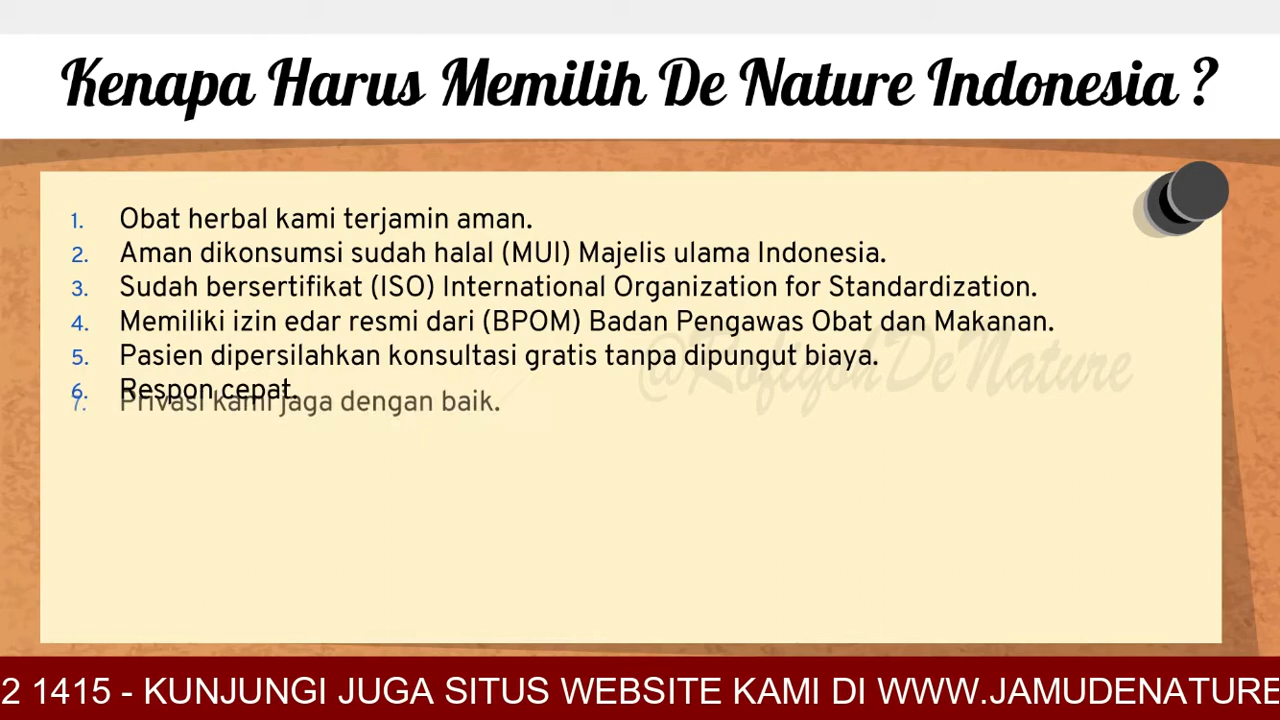 Kenapa Harus Memilih De Nature Indonesia ?
1. Obat herbal kami terjamin aman.
2. Aman dikonsumsi sudah halal (MUI) Majelis ulama Indonesia.
3. Sudah bersertifikat (ISO) International Organization for Standardization.
4. Memiliki izin edar resmi dari (BPOM) Badan Pengawas Obat dan Makanan.
5. Pasien dipersilahkan konsultasi gratis tanpa dipungut biaya.
6. Respon cepat.
7. Privasi kami jaga dengan baik.
@RofiqohDeNature
2 1415 - KUNJUNGI JUGA SITUS WEBSITE KAMI DI WWW.JAMUDENATURE